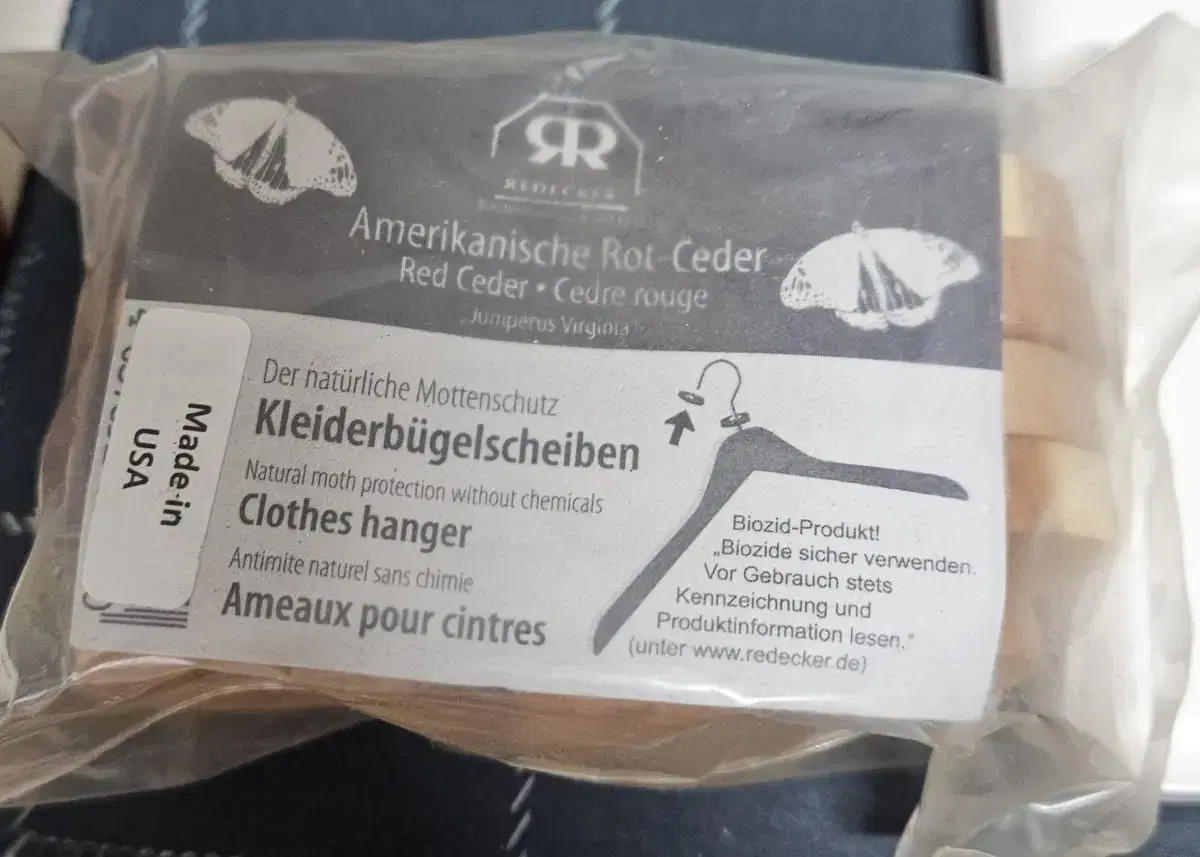 RR
REDECKER
Amerikanische Rot-Ceder
Red Ceder • Cedre rouge
Jumperus Virginia
Made in
USA
Der natürliche Mottenschutz
Kleiderbügelscheiben
Natural moth protection without chemicals
Clothes hanger
Antimite naturel sans chimie
Ameaux pour cintres
Biozid-Produkt!
„Biozide sicher verwenden.
Vor Gebrauch stets
Kennzeichnung und
Produktinformation lesen.“
(unter www.redecker.de)